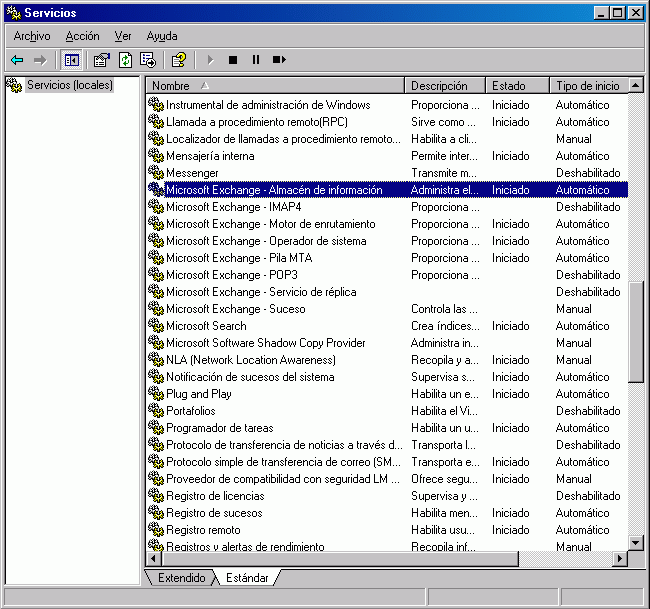 Servicios
Archivo Acción Ver Ayuda
Servicios (locales)
Nombre Descripción Estado Tipo de inicio
Instrumental de administración de Windows Proporciona ... Iniciado Automático
Llamada a procedimiento remoto(RPC) Sirve como ... Iniciado Automático
Localizador de llamadas a procedimiento remoto... Habilita a cli... Manual
Mensajería interna Permite inter... Iniciado Automático
Messenger Transmite m... Deshabilitado
Microsoft Exchange - Almacén de información Administra el... Iniciado Automático
Microsoft Exchange - IMAP4 Proporciona ... Deshabilitado
Microsoft Exchange - Motor de enrutamiento Proporciona ... Iniciado Automático
Microsoft Exchange - Operador de sistema Proporciona ... Iniciado Automático
Microsoft Exchange - Pila MTA Proporciona ... Iniciado Automático
Microsoft Exchange - POP3 Proporciona ... Deshabilitado
Microsoft Exchange - Servicio de réplica Deshabilitado
Microsoft Exchange - Suceso Controla las ... Manual
Microsoft Search Crea índices... Iniciado Automático
Microsoft Software Shadow Copy Provider Administra in... Manual
NLA (Network Location Awareness) Recopila y a... Iniciado Manual
Notificación de sucesos del sistema Supervisa s... Iniciado Automático
Plug and Play Habilita un e... Iniciado Automático
Portafolios Habilita el Vi... Deshabilitado
Programador de tareas Habilita un u... Iniciado Automático
Protocolo de transferencia de noticias a través d... Transporta l... Deshabilitado
Protocolo simple de transferencia de correo (SM... Transporta e... Iniciado Automático
Proveedor de compatibilidad con seguridad LM ... Ofrece segu... Iniciado Manual
Registro de licencias Supervisa y ... Deshabilitado
Registro de sucesos Habilita men... Iniciado Automático
Registro remoto Habilita usu... Iniciado Automático
Registros y alertas de rendimiento Recopila inf... Manual
Extendido Estándar